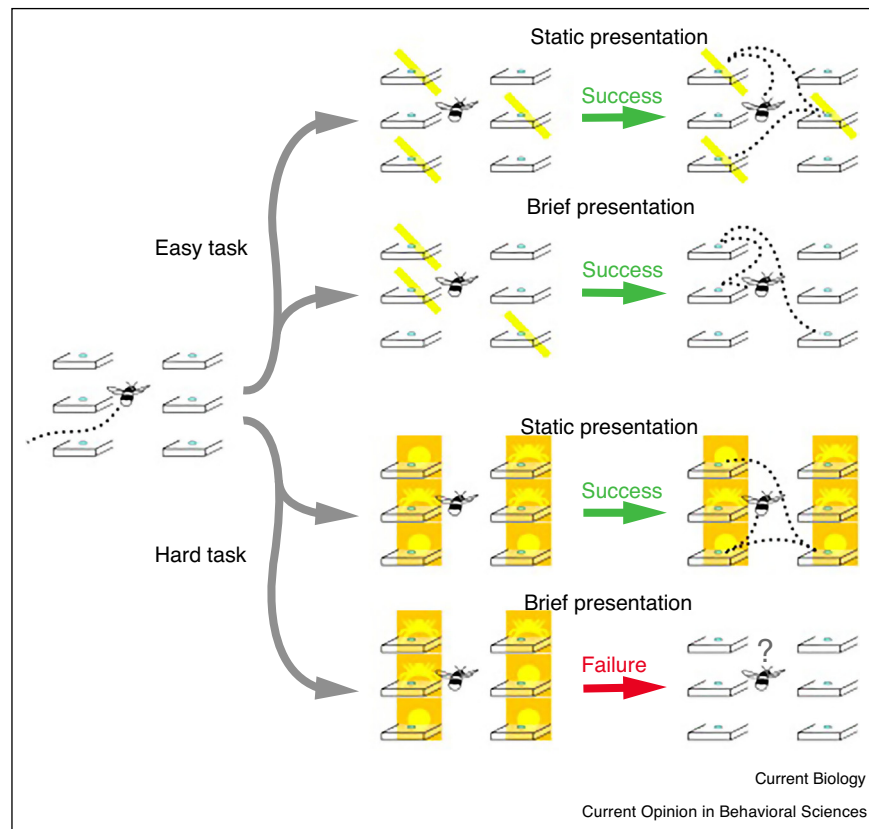 Static presentation
Success
Brief presentation
Easy task
Success
Static presentation
Success
Hard task
Brief presentation
?
Failure
Current Biology
Current Opinion in Behavioral Sciences